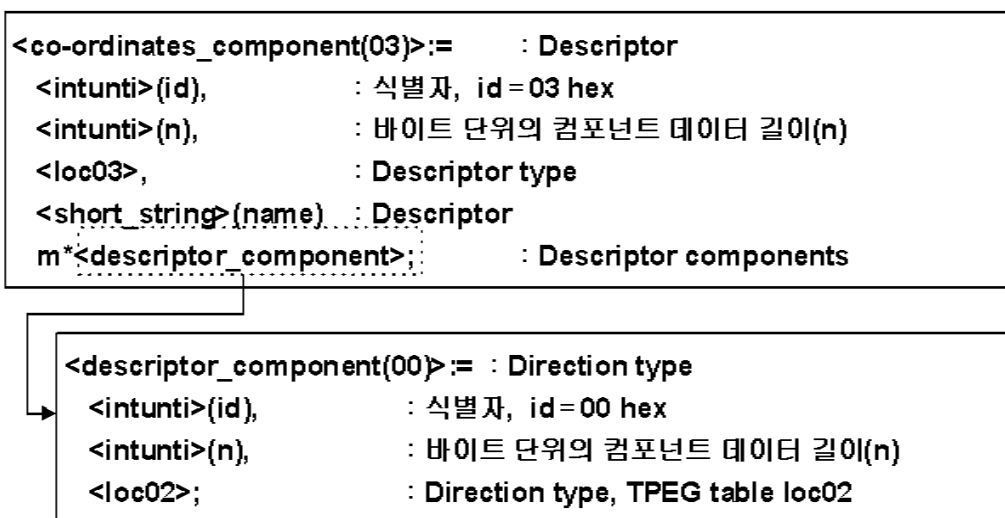 <co-ordinates_component(03)>:= : Descriptor
<intunti>(id), : 식별자, id=03 hex
<intunti>(n), : 바이트 단위의 컴포넌트 데이터 길이(n)
<loc03>, : Descriptor type
<short_string>(name) : Descriptor
m*<descriptor_component>; : Descriptor components
<descriptor_component(00)>:= : Direction type
<intunti>(id), : 식별자, id=00 hex
<intunti>(n), : 바이트 단위의 컴포넌트 데이터 길이(n)
<loc02>; : Direction type, TPEG table loc02